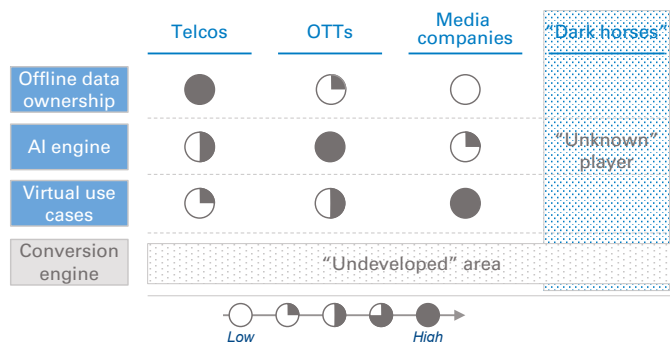 Telcos
OTTs
Media
companies
"Dark horses"
Offline data
ownership
AI engine
"Unknown"
player
Virtual use
cases
Conversion
engine
"Undeveloped" area
Low
Hiah